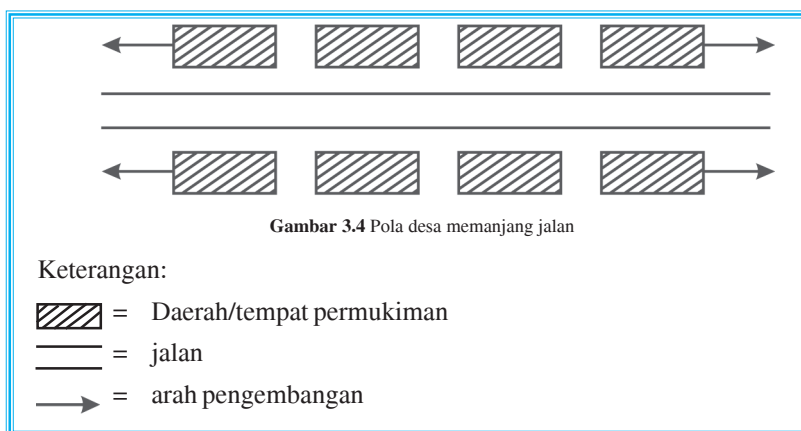 Gambar 3.4 Pola desa memanjang jalan
Keterangan:
= Daerah/tempat permukiman
= jalan
= arah pengembangan